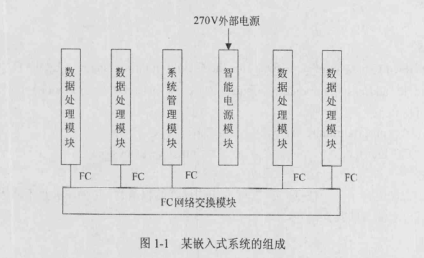 270V外部电源
数据处理模块
数据处理模块
系统管理模块
智能电源模块
数据处理模块
数据处理模块
FC
FC
FC
FC
FC
FC网络交换模块
图 1-1 某嵌入式系统的组成